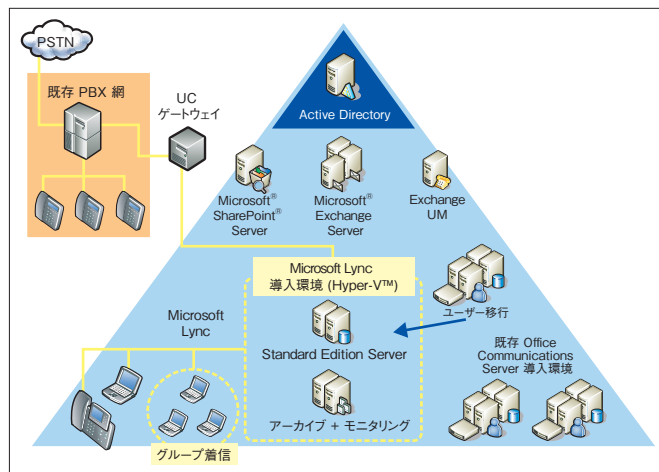 PSTN
既存 PBX 網
UC
ゲートウェイ
Active Directory
Microsoft®
SharePoint®
Server
Microsoft®
Exchange
Server
Exchange
UM
Microsoft Lync
導入環境 (Hyper-V™)
ユーザー移行
Microsoft
Lync
Standard Edition Server
既存 Office
Communications
Server 導入環境
アーカイブ + モニタリング
グループ着信